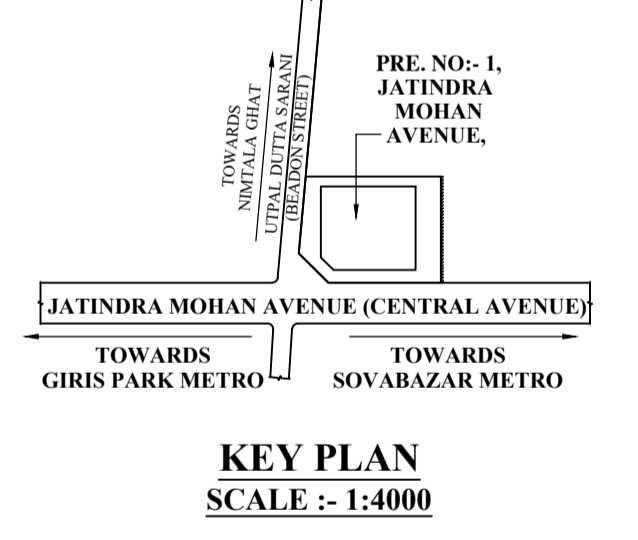 PRE. NO:- 1,
JATINDRA
MOHAN
AVENUE,
TOWARDS
NIMTALA GHAT
UTPAL DUTTA SARANI
(BEADON STREET)
JATINDRA MOHAN AVENUE (CENTRAL AVENUE)
TOWARDS
GIRIS PARK METRO
TOWARDS
SOVABAZAR METRO
KEY PLAN
SCALE :- 1:4000